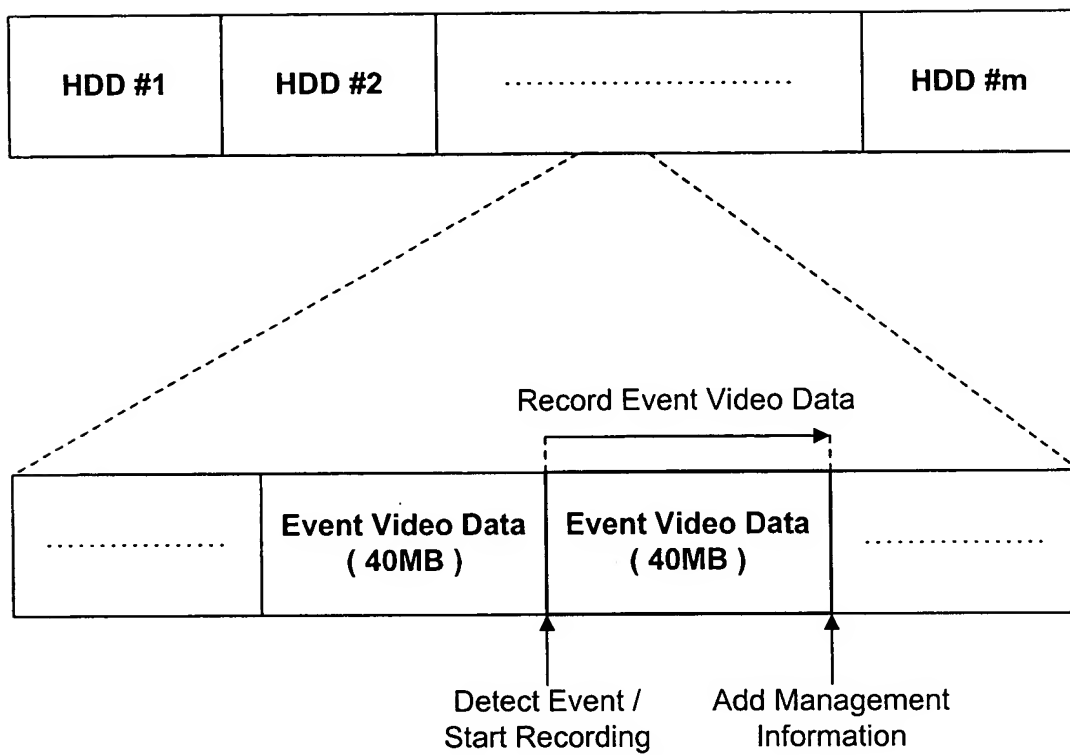 HDD #1 HDD #2 ........................ HDD #m
Record Event Video Data
............... Event Video Data Event Video Data ...............
( 40MB ) ( 40MB )
Detect Event / Add Management
Start Recording Information